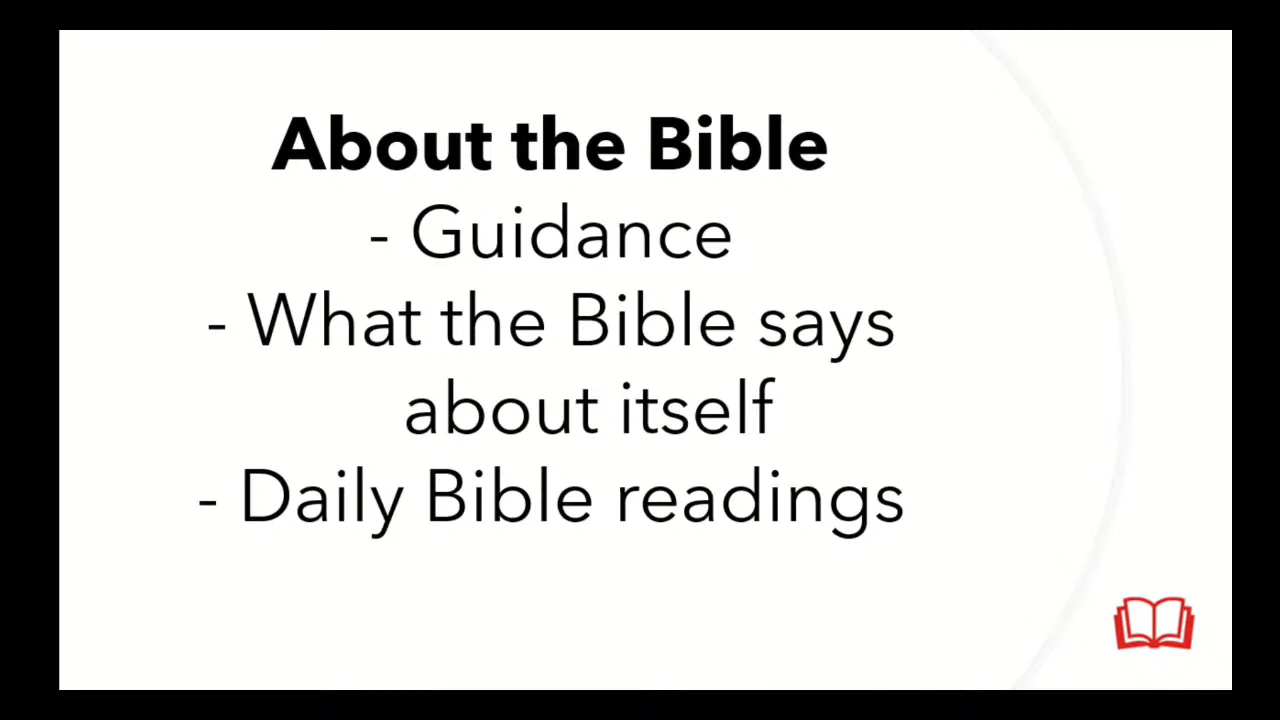 About the Bible
- Guidance
- What the Bible says
about itself
- Daily Bible readings